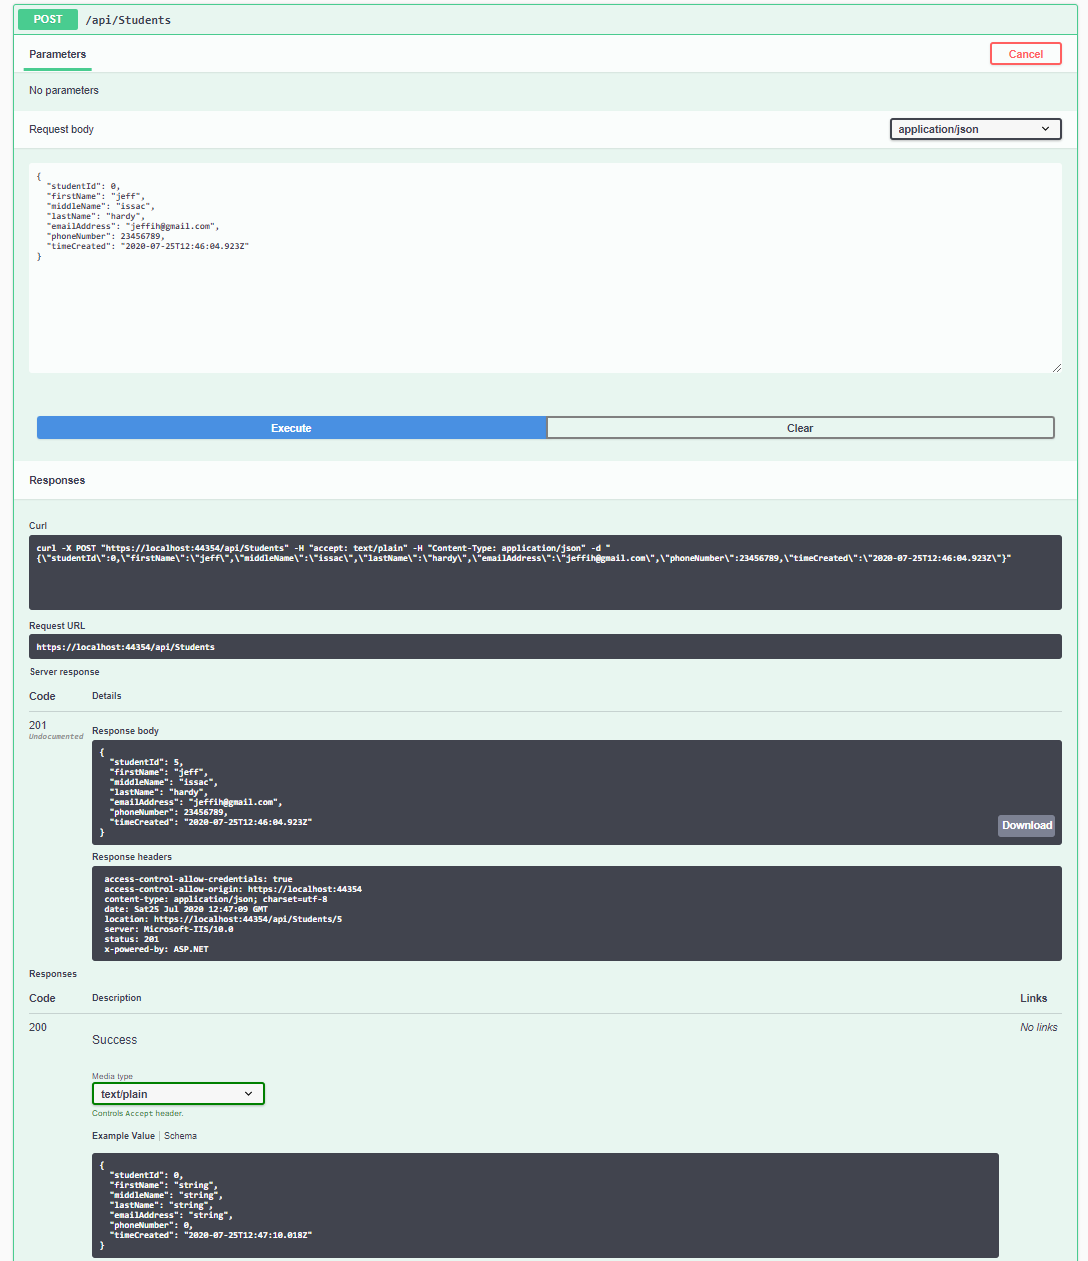 POST /api/Students
Parameters
Cancel
No parameters
Request body
application/json
{
  "studentId": 0,
  "firstName": "jeff",
  "middleName": "issac",
  "lastName": "hardy",
  "emailAddress": "jeffih@gmail.com",
  "phoneNumber": 23456789,
  "timeCreated": "2020-07-25T12:46:04.923Z"
}
Execute
Clear
Responses
Curl
curl -X POST "https://localhost:44354/api/Students" -H "accept: text/plain" -H "Content-Type: application/json" -d "
{\"studentId\":0,\"firstName\":\"jeff\",\"middleName\":\"issac\",\"lastName\":\"hardy\",\"emailAddress\":\"jeffih@gmail.com\",\"phoneNumber\":23456789,\"timeCreated\":\"2020-07-25T12:46:04.923Z\"}"
Request URL
https://localhost:44354/api/Students
Server response
Code Details
201
Undocumented
Response body
{
  "studentId": 5,
  "firstName": "jeff",
  "middleName": "issac",
  "lastName": "hardy",
  "emailAddress": "jeffih@gmail.com",
  "phoneNumber": 23456789,
  "timeCreated": "2020-07-25T12:46:04.923Z"
}
Download
Response headers
access-control-allow-credentials: true
access-control-allow-origin: https://localhost:44354
content-type: application/json; charset=utf-8
date: Sat25 Jul 2020 12:47:09 GMT
location: https://localhost:44354/api/Students/5
server: Microsoft-IIS/10.0
status: 201
x-powered-by: ASP.NET
Responses
Code Description Links
200
Success
No links
Media type
text/plain
Controls Accept header.
Example Value | Schema
{
  "studentId": 0,
  "firstName": "string",
  "middleName": "string",
  "lastName": "string",
  "emailAddress": "string",
  "phoneNumber": 0,
  "timeCreated": "2020-07-25T12:47:10.018Z"
}